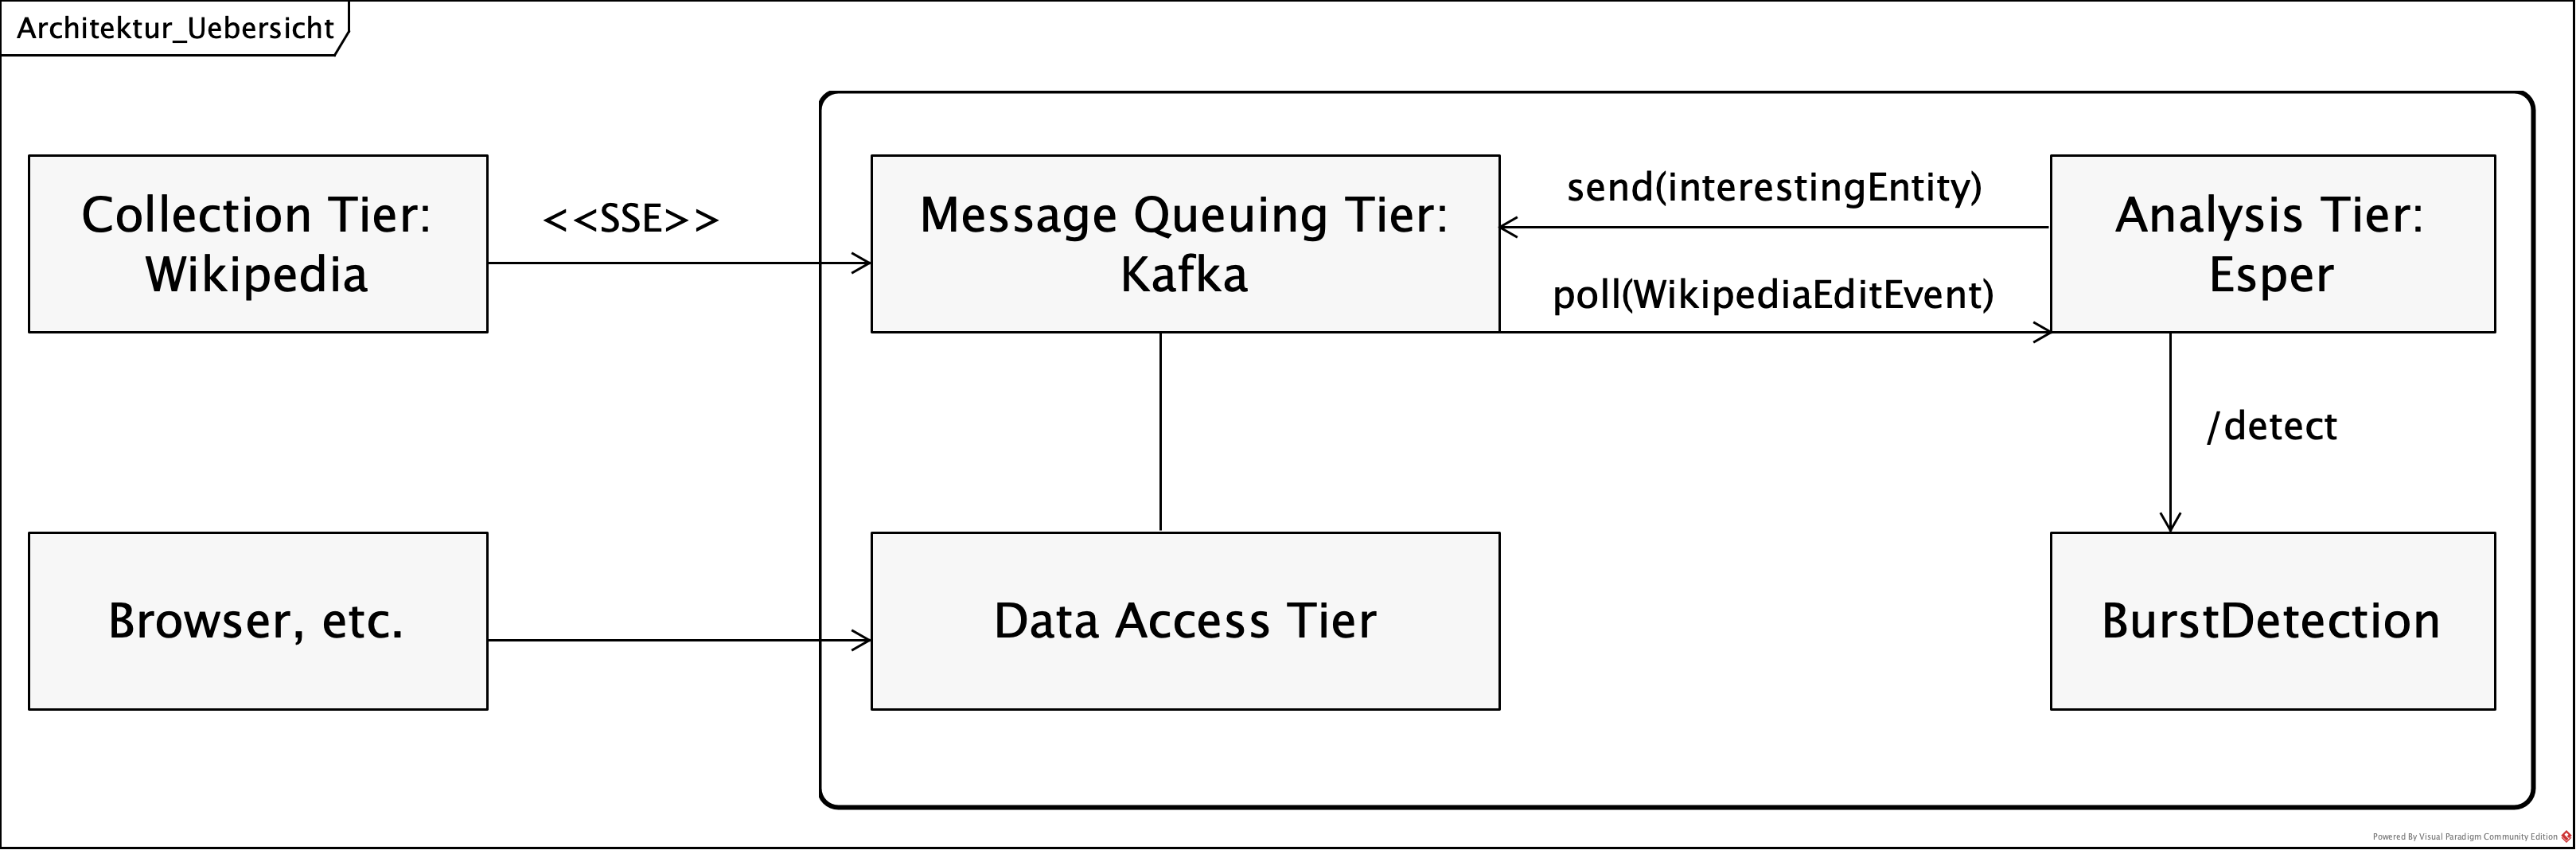 Architektur_Uebersicht
Collection Tier:
Wikipedia
<<SSE>>
Message Queuing Tier:
Kafka
send(interestingEntity)
poll(WikipediaEditEvent)
Analysis Tier:
Esper
/detect
Browser, etc.
Data Access Tier
BurstDetection
Powered By Visual Paradigm Community Edition